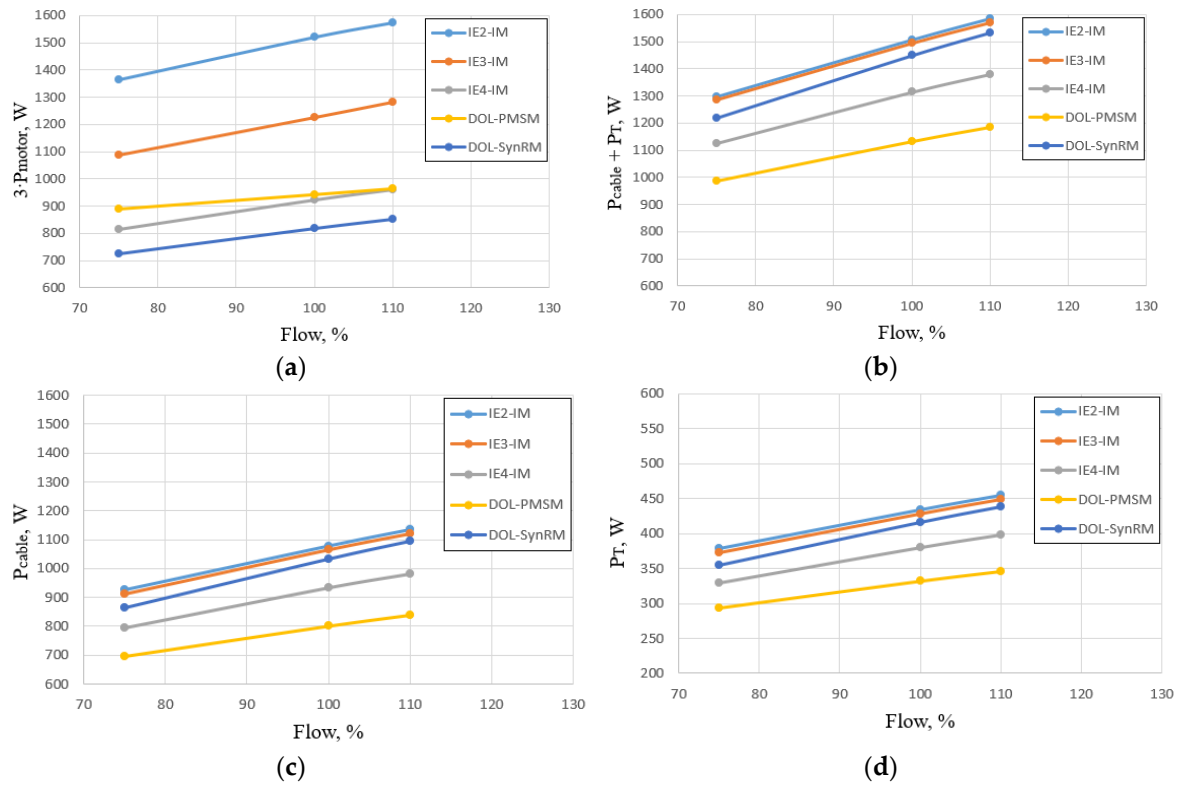 1600
1500
1400
1300
1200
1100
1000
900
800
700
600
3·Pmotor, W
70 80 90 100 110 120 130
Flow, %
IE2-IM
IE3-IM
IE4-IM
DOL-PMSM
DOL-SynRM
(a)
1600
1500
1400
1300
1200
1100
1000
900
800
700
600
Pcable + PT, W
70 80 90 100 110 120 130
Flow, %
IE2-IM
IE3-IM
IE4-IM
DOL-PMSM
DOL-SynRM
(b)
1600
1500
1400
1300
1200
1100
1000
900
800
700
600
Pcable, W
70 80 90 100 110 120 130
Flow, %
IE2-IM
IE3-IM
IE4-IM
DOL-PMSM
DOL-SynRM
(c)
600
550
500
450
400
350
300
250
200
PT, W
70 80 90 100 110 120 130
Flow, %
IE2-IM
IE3-IM
IE4-IM
DOL-PMSM
DOL-SynRM
(d)